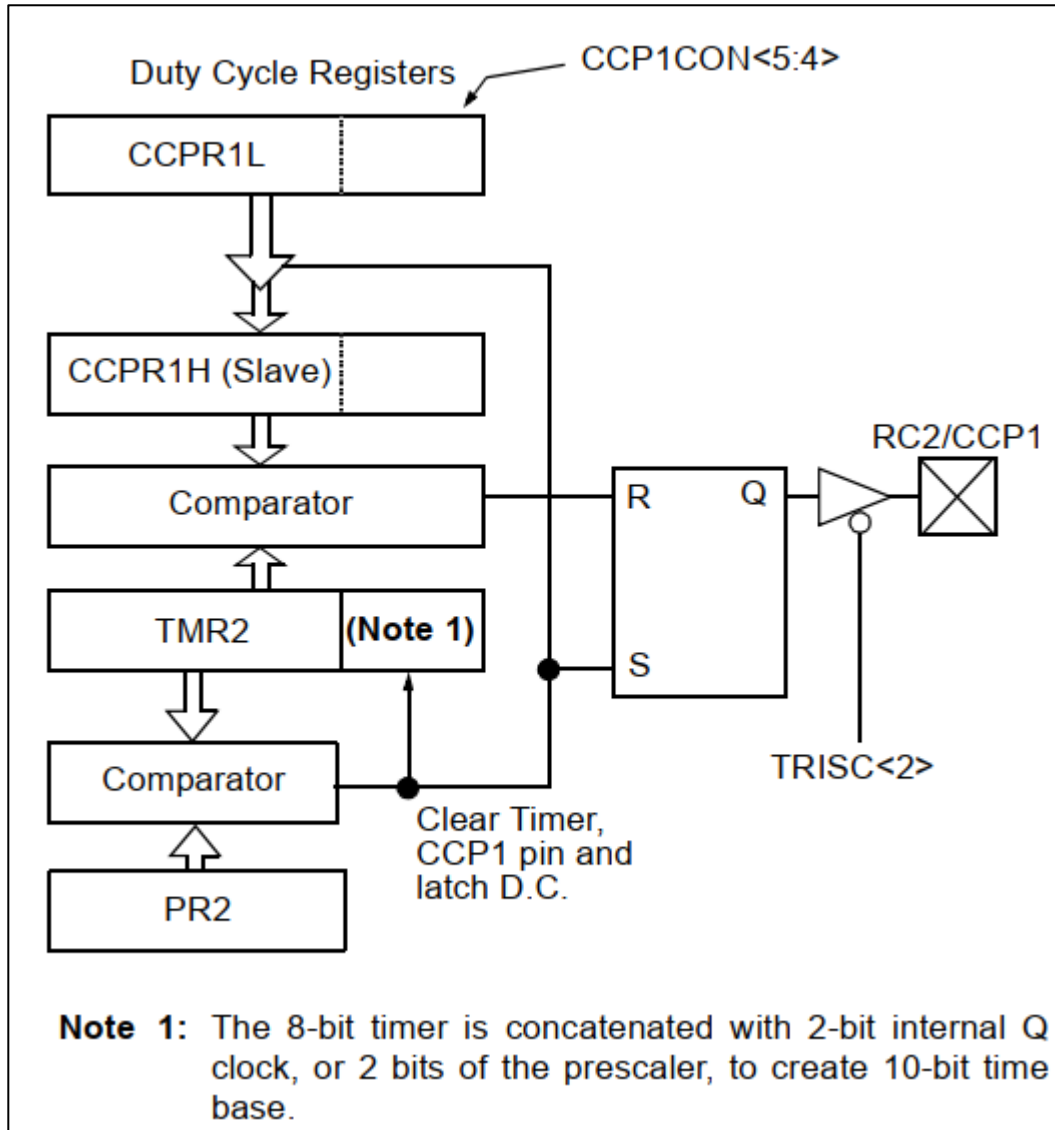 Duty Cycle Registers
CCP1CON<5:4>
CCPR1L
CCPR1H (Slave)
RC2/CCP1
Comparator
R
Q
TMR2
(Note 1)
S
Comparator
TRISC<2>
Clear Timer,
CCP1 pin and
latch D.C.
PR2
Note 1: The 8-bit timer is concatenated with 2-bit internal Q
clock, or 2 bits of the prescaler, to create 10-bit time
base.